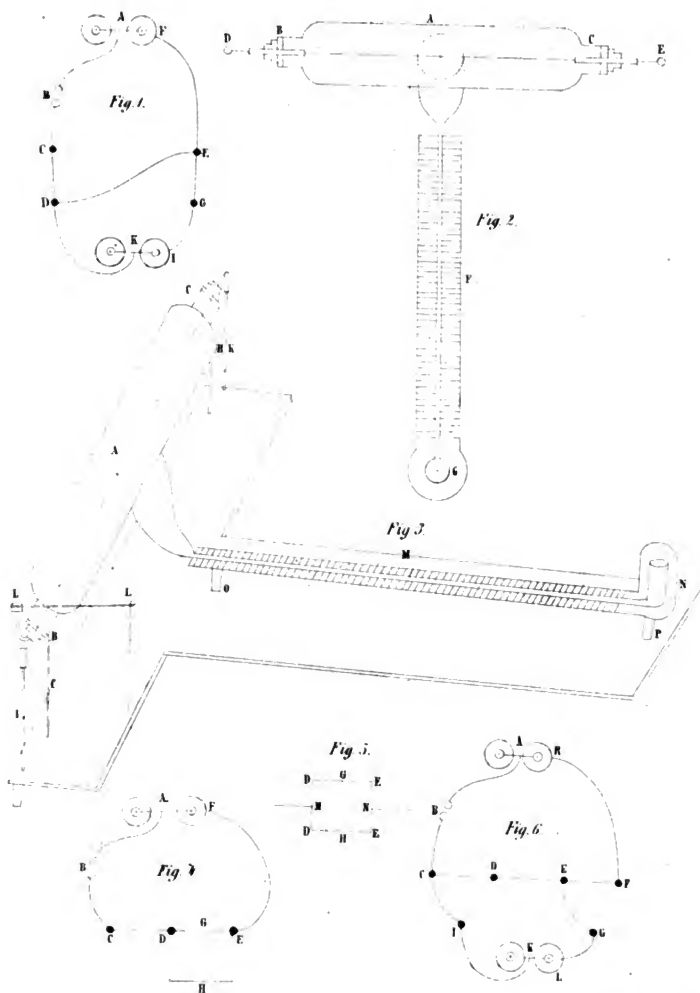 A F
B
Fig. 1.
C E
D G
K I
D B A C E
Fig. 2.
F
G
C
H K
A
Fig 3.
M
N
O
P
L L
B
C
I
Fig. 5.
D G E
M N
D H E
A. F
B
Fig. 4
G
C D E
H
A R
B
Fig. 6
C D E F
I G
K L